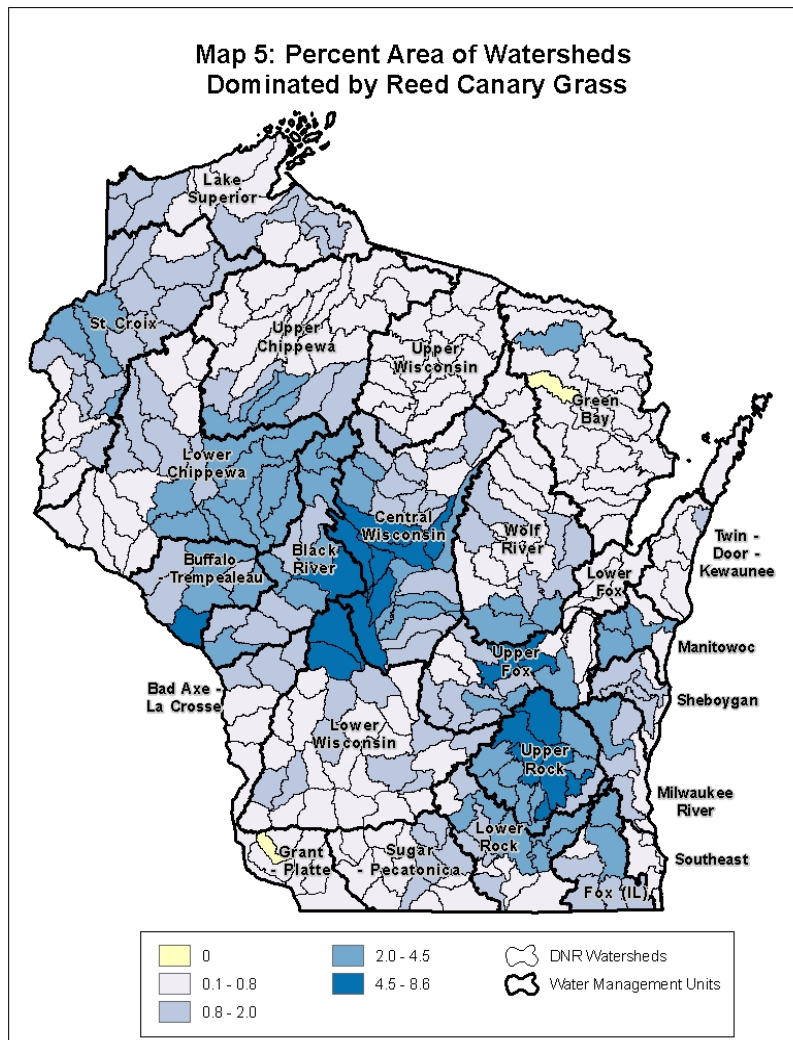 Map 5: Percent Area of Watersheds
Dominated by Reed Canary Grass
Lake
Superior
St. Croix
Upper
Chippewa
Upper
Wisconsin
Green
Bay
Lower
Chippewa
Central
Wisconsin
Wolf
River
Twin -
Door -
Kewaunee
Black
River
Buffalo
Trempealeau
Lower
Fox
Manitowoc
Upper
Fox
Bad Axe -
La Crosse
Sheboygan
Lower
Wisconsin
Upper
Rock
Milwaukee
River
Lower
Rock
Grant
- Platte
Sugar
- Pecatonica
Southeast
Fox (IL)
0
0.1 - 0.8
0.8 - 2.0
2.0 - 4.5
4.5 - 8.6
DNR Watersheds
Water Management Units